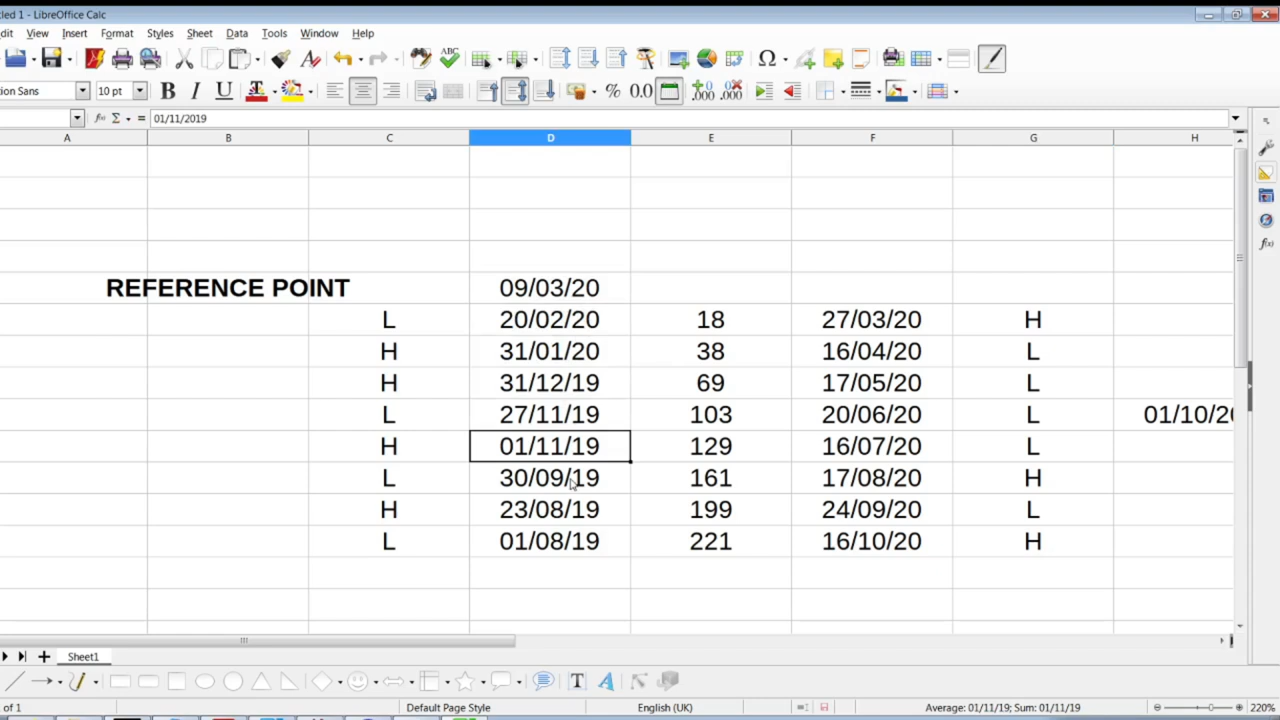 tled 1 - LibreOffice Calc
dit View Insert Format Styles Sheet Data Tools Window Help
ion Sans 10 pt B I U % 0.0
fx Σ = 01/11/2019
A B C D E F G H
REFERENCE POINT 09/03/20
L 20/02/20 18 27/03/20 H
H 31/01/20 38 16/04/20 L
H 31/12/19 69 17/05/20 L
L 27/11/19 103 20/06/20 L 01/10/20
H 01/11/19 129 16/07/20 L
L 30/09/19 161 17/08/20 H
H 23/08/19 199 24/09/20 L
L 01/08/19 221 16/10/20 H
Sheet1
of 1 Default Page Style English (UK) Average: 01/11/19; Sum: 01/11/19 220%